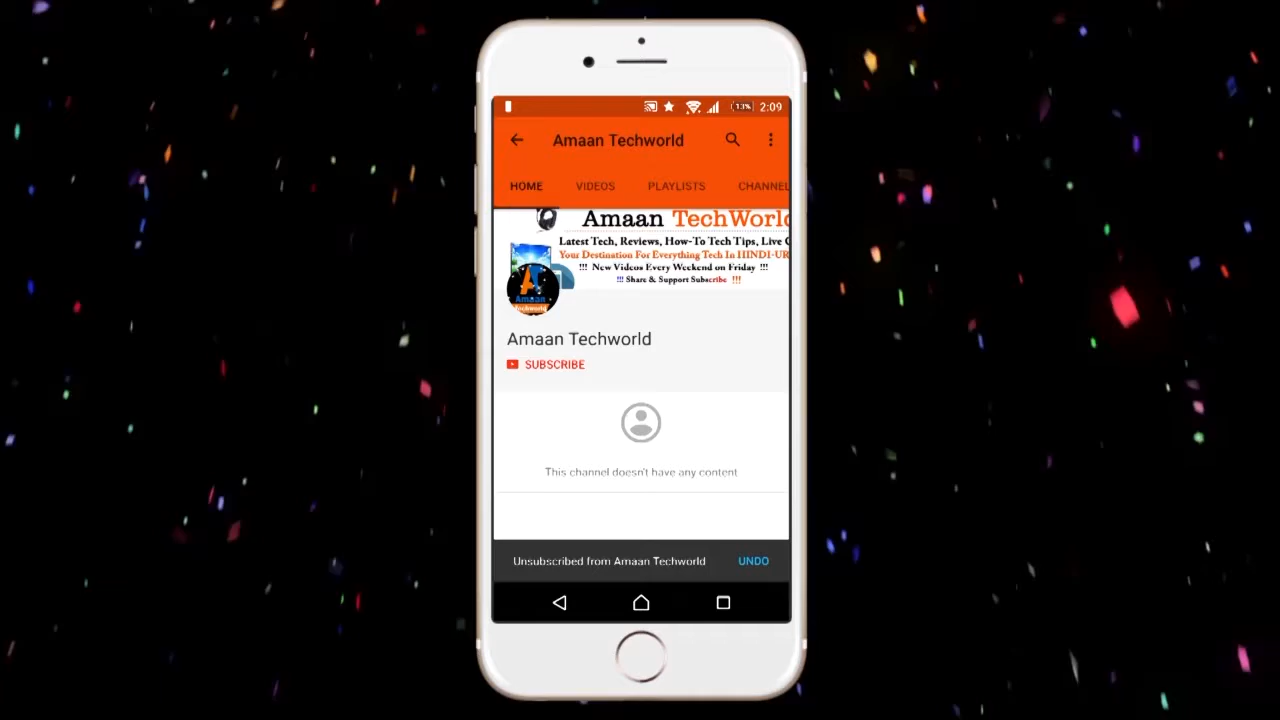 13% 2:09
Amaan Techworld
HOME VIDEOS PLAYLISTS CHANNEL
Amaan TechWorld
Latest Tech, Reviews, How-To Tech Tips, Live
Your Destination For Everything Tech In HINDI-UR
!!! New Videos Every Weekend on Friday !!!
!!! Share & Support Subscribe !!!
Amaan
Techworld
Amaan Techworld
SUBSCRIBE
This channel doesn't have any content
Unsubscribed from Amaan Techworld UNDO